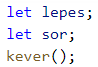 let lepes;
let sor;
kever();